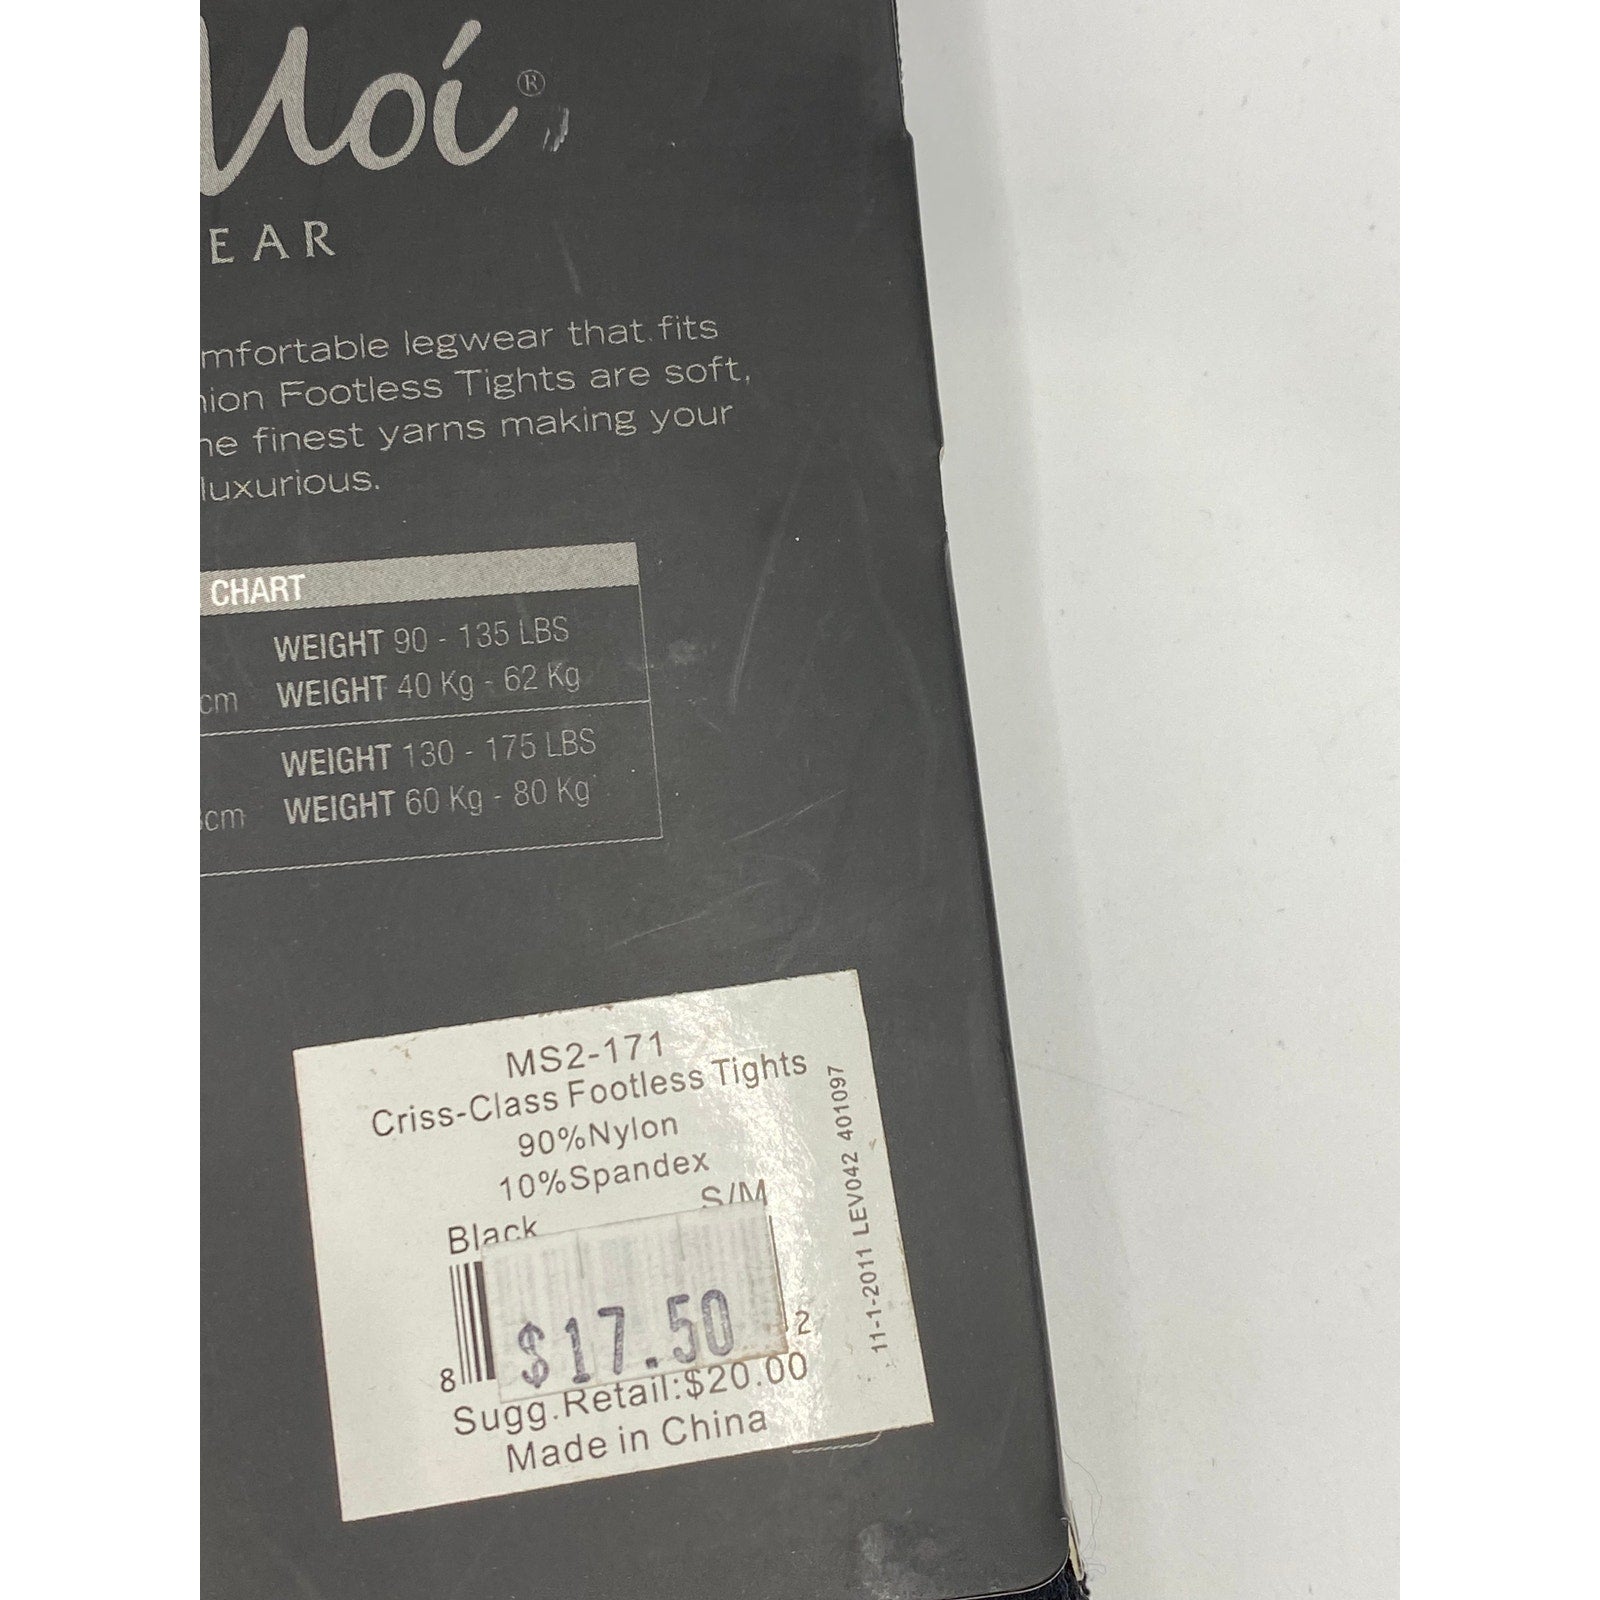 Moi®
EAR
mfortable legwear that fits
Footless Tights are soft,
finest yarns making your
luxurious.
CHART
WEIGHT 90 - 135 LBS
cm WEIGHT 40 Kg - 62 Kg
WEIGHT 130 - 175 LBS
cm WEIGHT 60 Kg - 80 Kg
MS2-171
Criss-Class Footless Tights
90%Nylon
10%Spandex
S/M
Black
$17.50
8 2
Sugg.Retail:$20.00
Made in China
11-1-2011 LEV042 401097